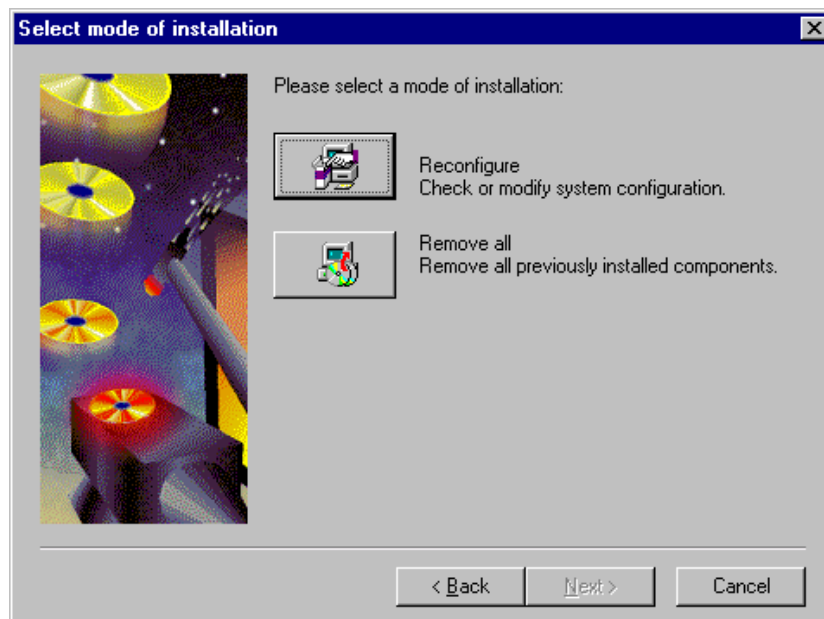 Select mode of installation
Please select a mode of installation:
Reconfigure
Check or modify system configuration.
Remove all
Remove all previously installed components.
< Back
Next >
Cancel